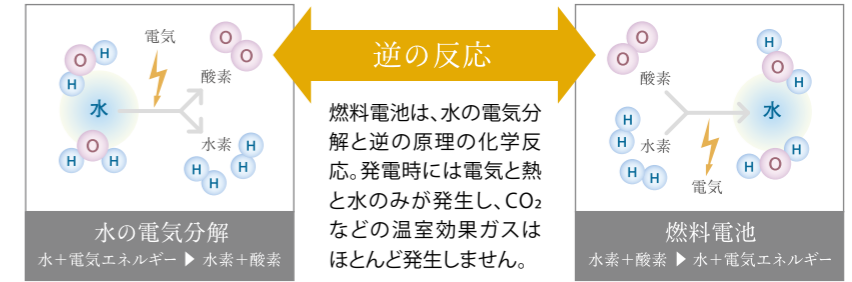 電気
H
O
H
水
O
H
H
O
O
酸素
水素
H
H
H
H
水の電気分解
水＋電気エネルギー ▶ 水素＋酸素
逆の反応
燃料電池は、水の電気分
解と逆の原理の化学反
応。発電時には電気と熱
と水のみが発生し、CO₂
などの温室効果ガスは
ほとんど発生しません。
O
O
酸素
H
H
水素
H
H
電気
H
O
H
水
H
O
H
燃料電池
水素＋酸素 ▶ 水＋電気エネルギー